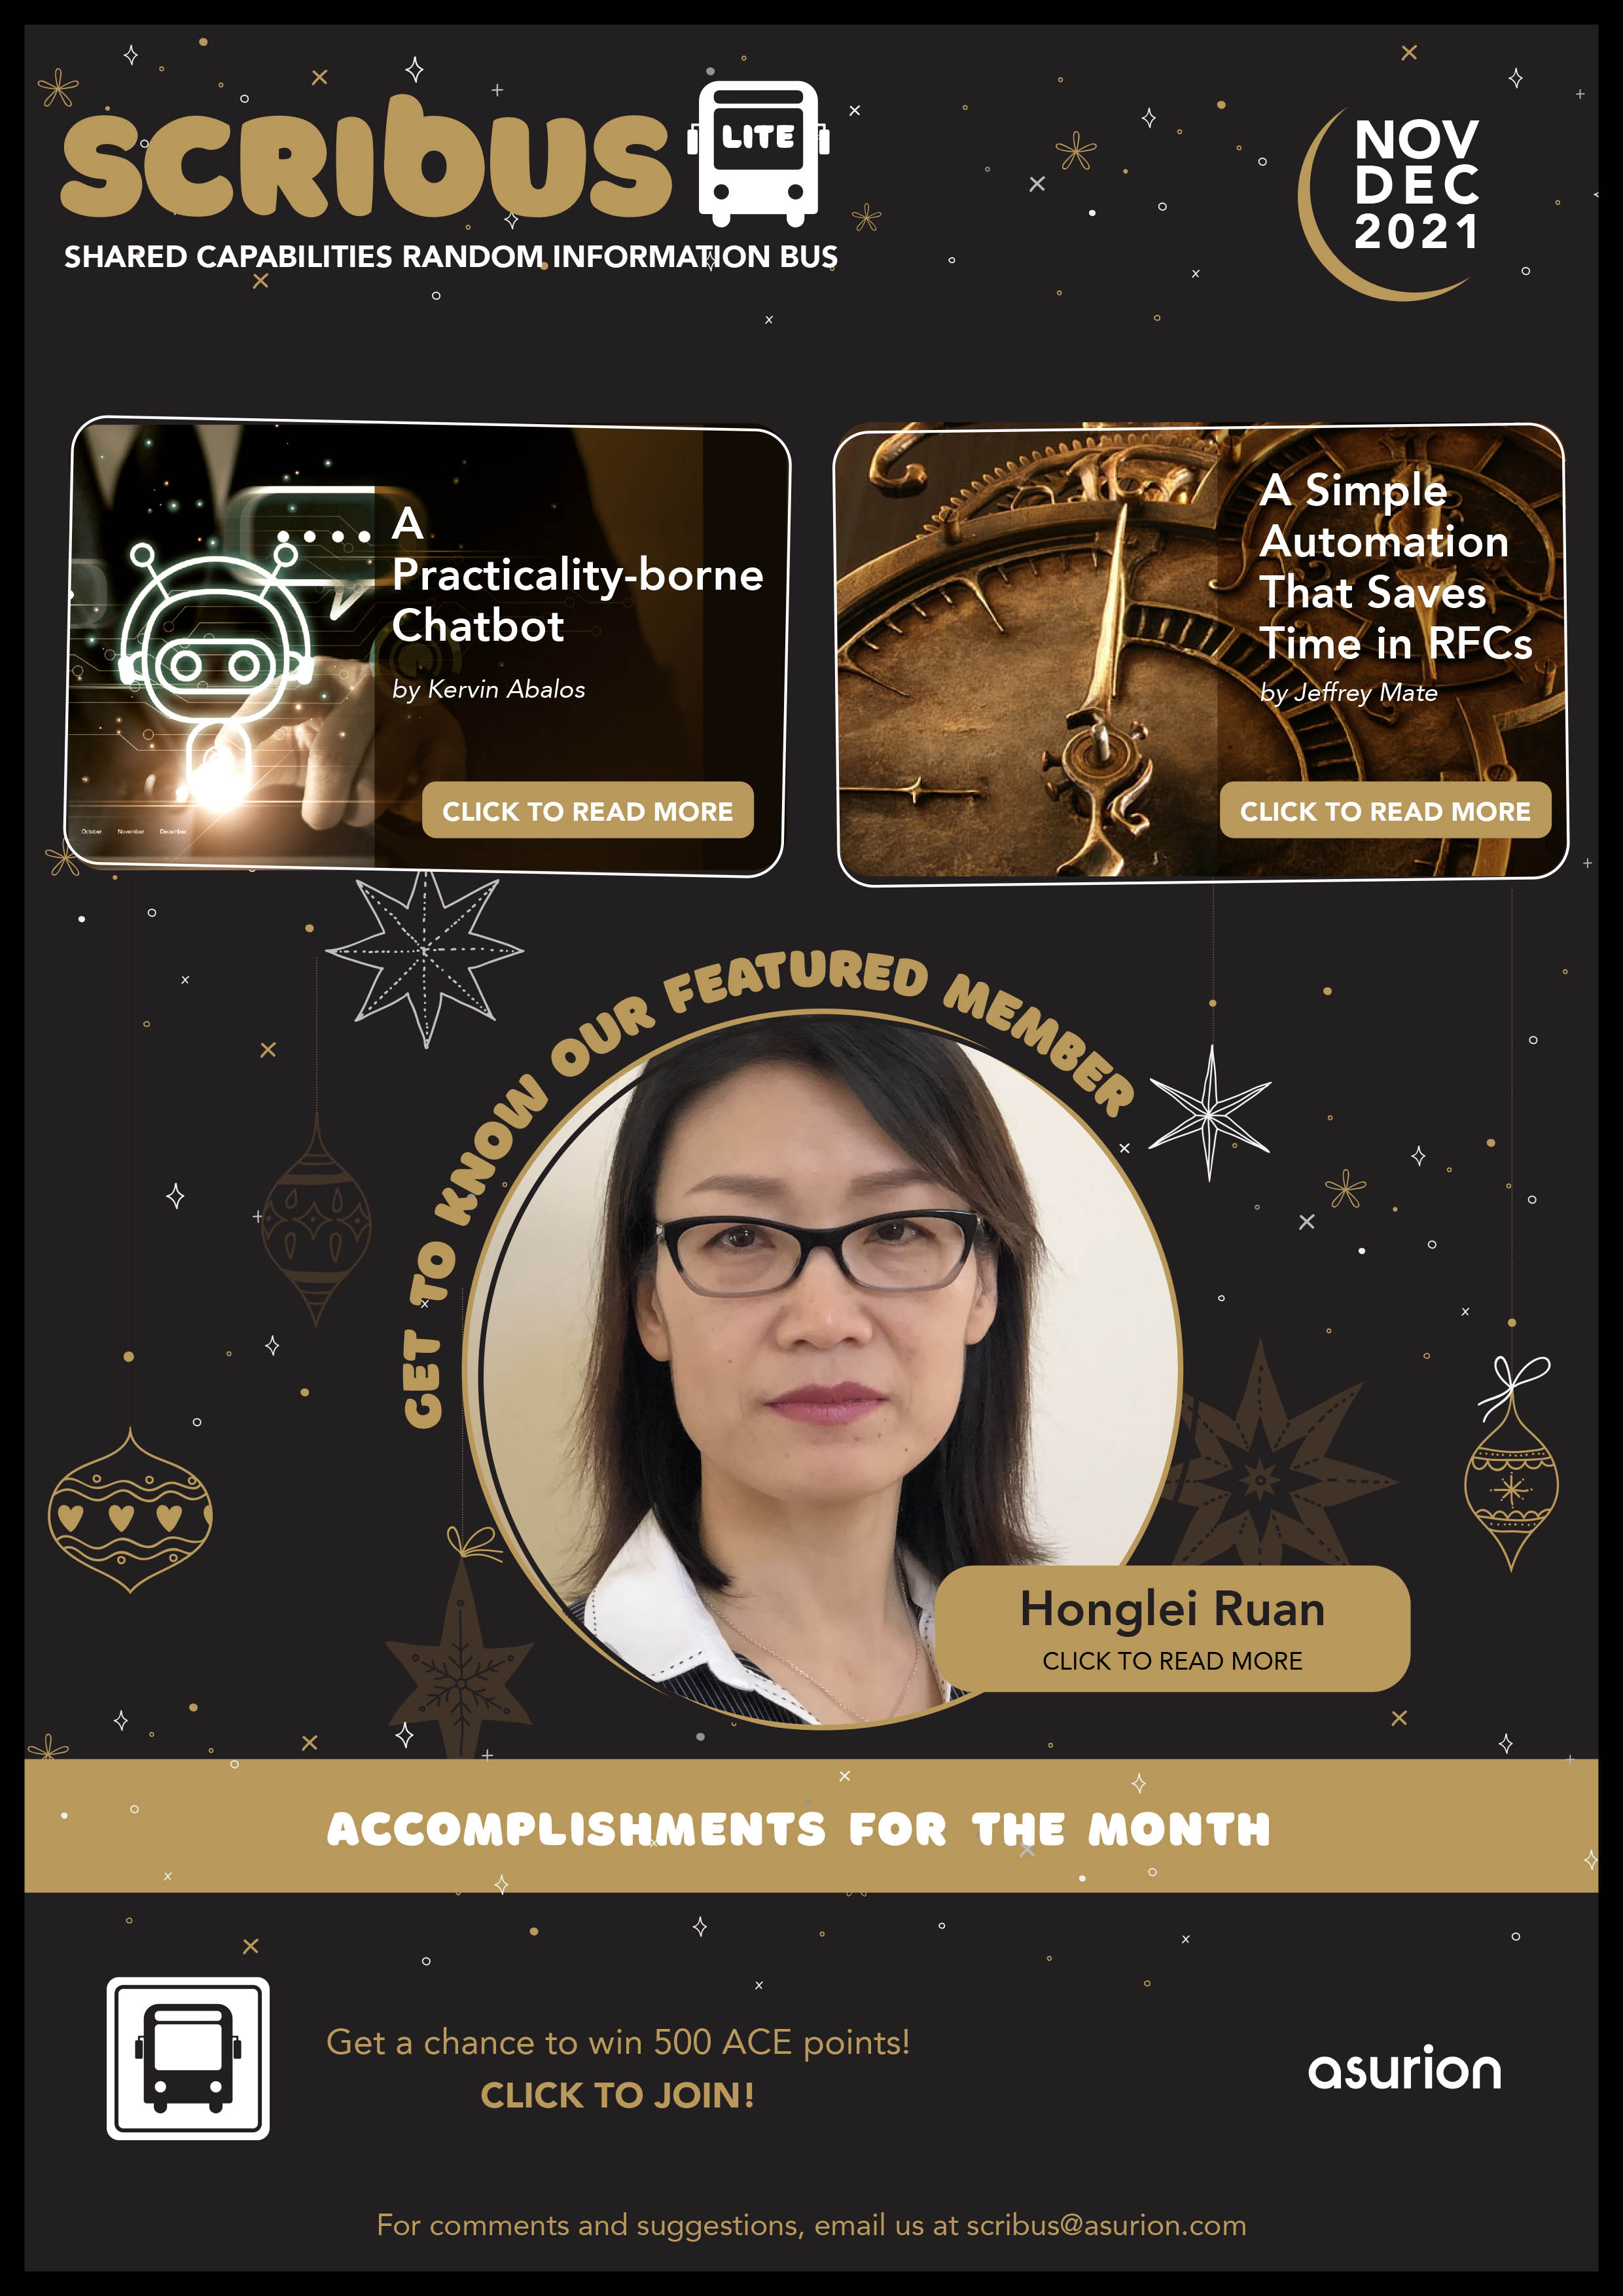 SCRIbUS
LITE
SHARED CAPABILITIES RANDOM INFORMATION BUS
NOV
DEC
2021
A
Practicality-borne
Chatbot
by Kervin Abalos
CLICK TO READ MORE
October November December
A Simple
Automation
That Saves
Time in RFCs
by Jeffrey Mate
CLICK TO READ MORE
GET TO KNOW OUR FEATURED MEMBER
Honglei Ruan
CLICK TO READ MORE
ACCOMPLISHMENTS FOR THE MONTH
Get a chance to win 500 ACE points!
CLICK TO JOIN!
asurion
For comments and suggestions, email us at scribus@asurion.com